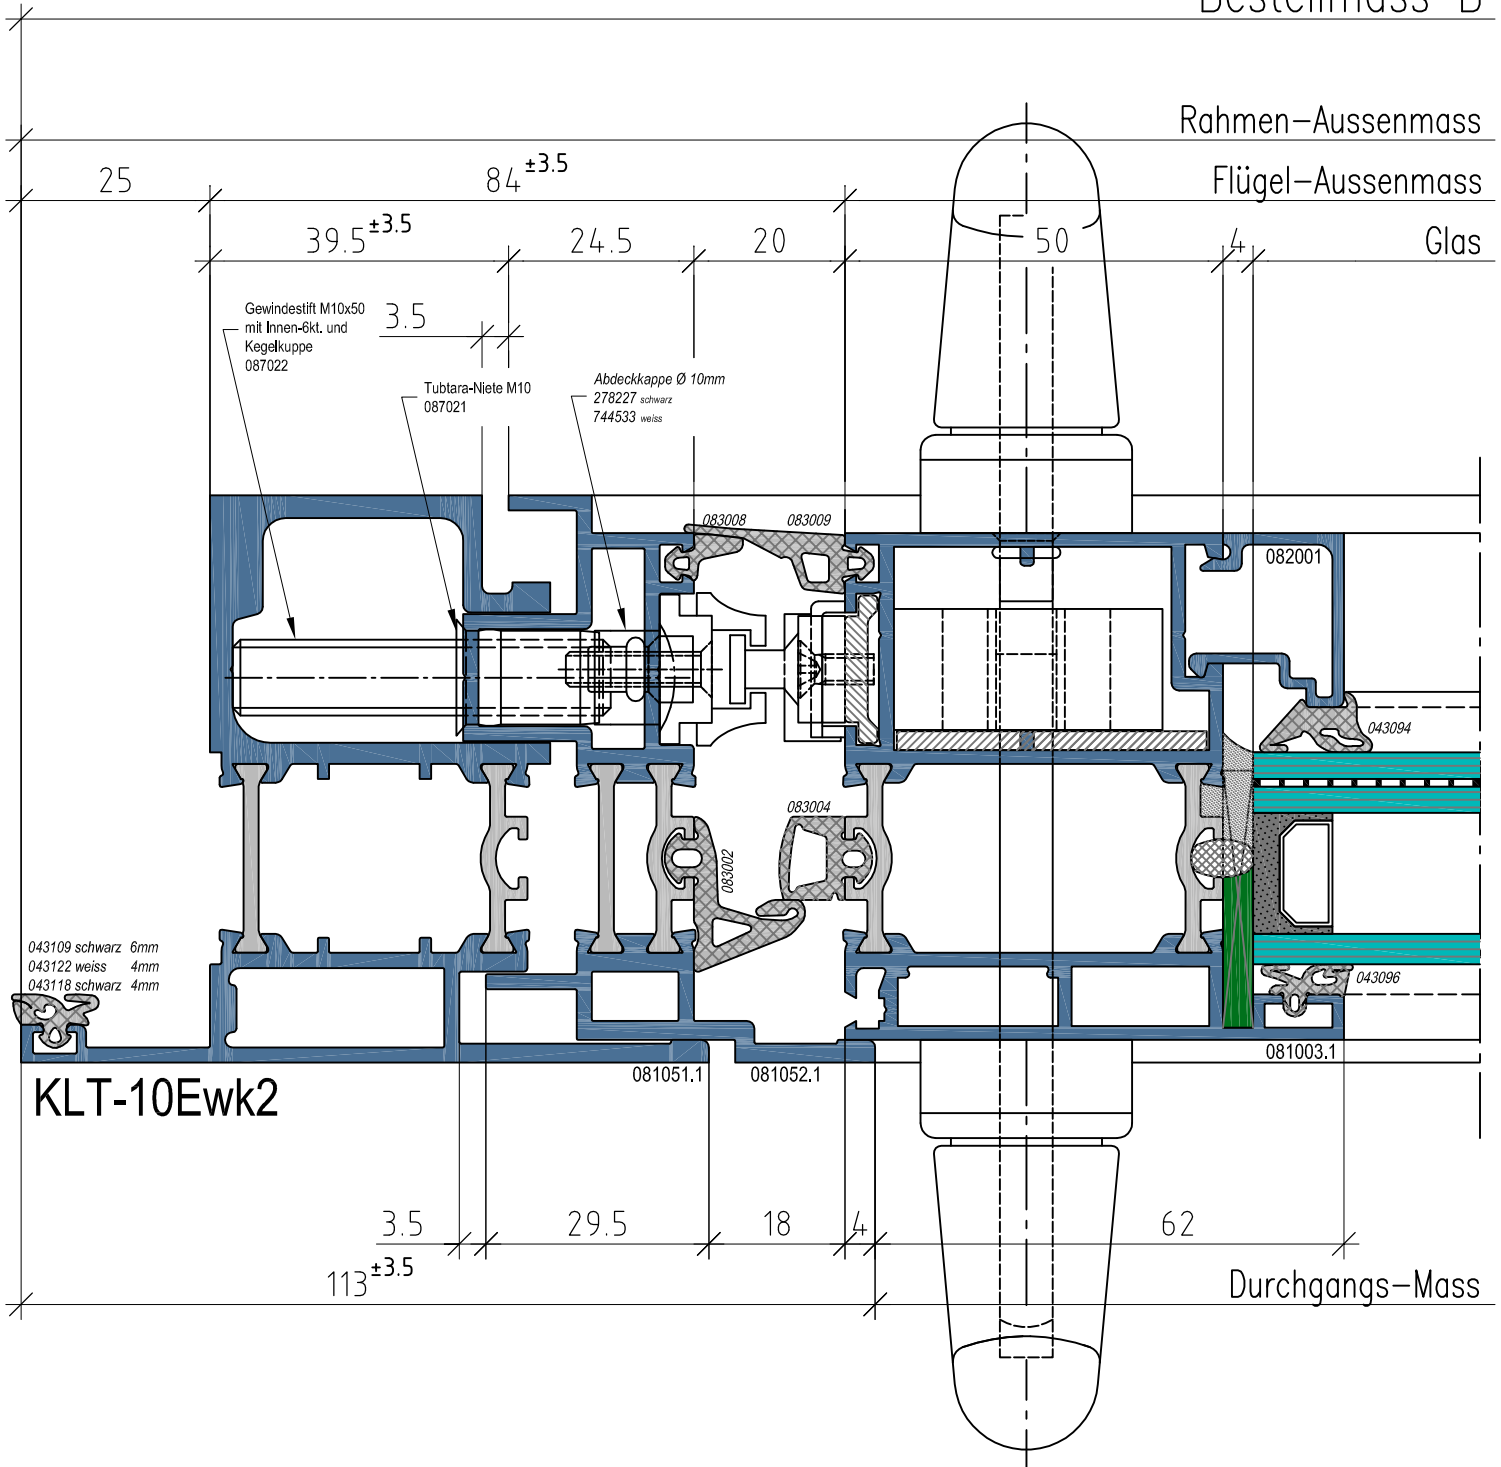 Bestellmass B
Rahmen-Aussenmass
25
84 ±3.5
Flügel-Aussenmass
39.5 ±3.5
24.5
20
50
4
Glas
Gewindestift M10x50
mit Innen-6kt. und
Kegelkuppe
087022
3.5
Tubtara-Niete M10
087021
Abdeckkappe Ø 10mm
278227 schwarz
744533 weiss
083008
083009
082001
043094
083004
083002
043109 schwarz 6mm
043122 weiss 4mm
043118 schwarz 4mm
043096
081051.1
081052.1
081003.1
KLT-10Ewk2
3.5
29.5
18
4
62
113 ±3.5
Durchgangs-Mass